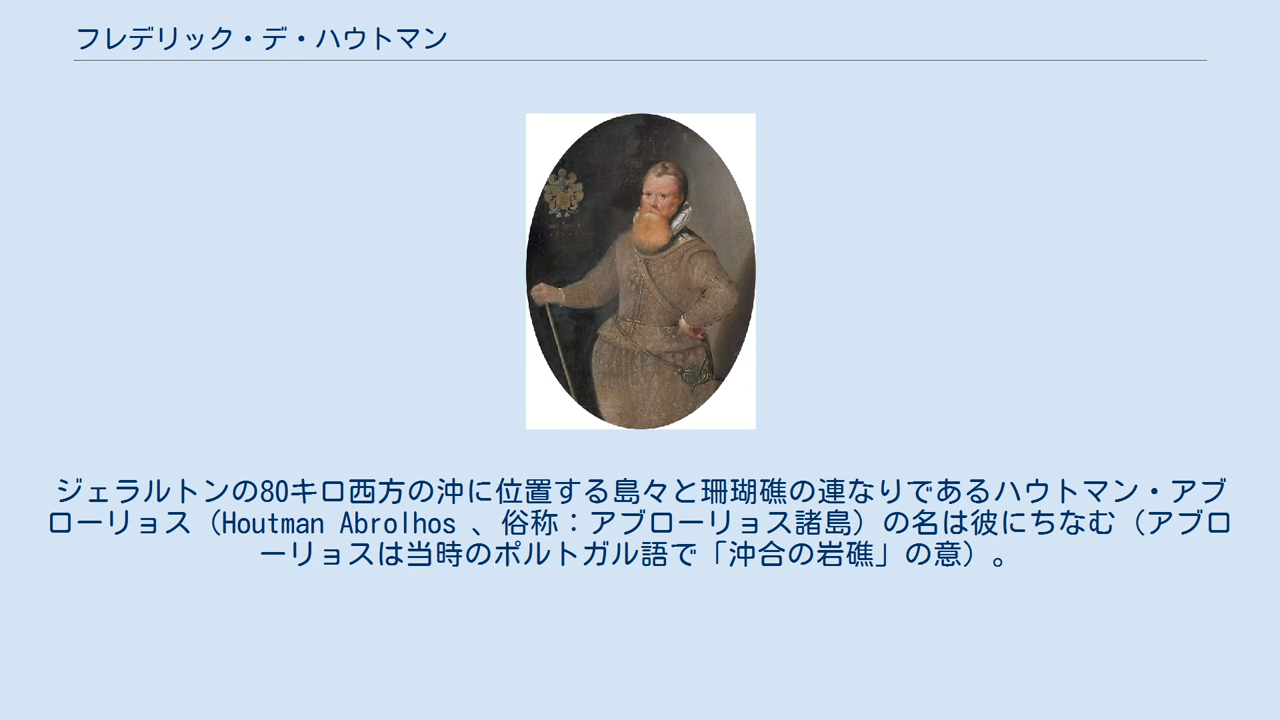 フレデリック・デ・ハウトマン
ジェラルトンの80キロ西方の沖に位置する島々と珊瑚礁の連なりであるハウトマン・アブ
ローリョス（Houtman Abrolhos 、俗称：アブローリョス諸島）の名は彼にちなむ（アブロ
ーリョスは当時のポルトガル語で「沖合の岩礁」の意）。